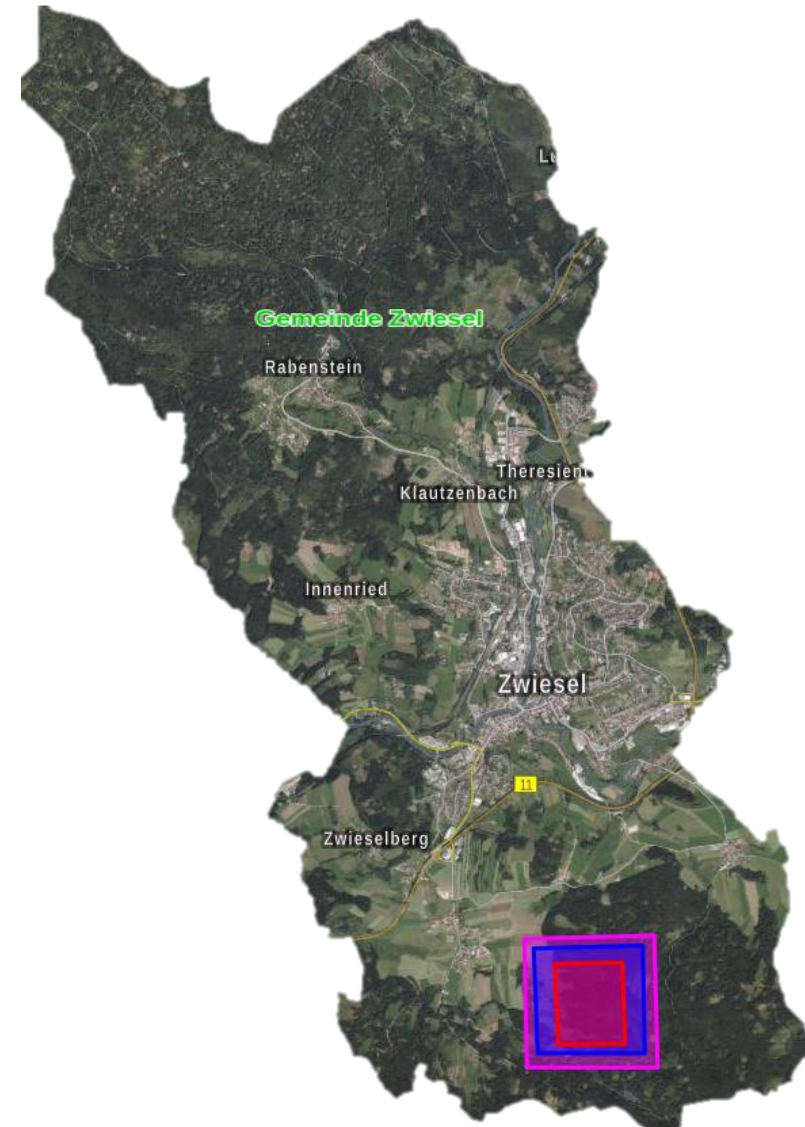 Gemeinde Zwiesel
Rabenstein
Klautzenbach
Innenried
Zwiesel
11
Zwieselberg